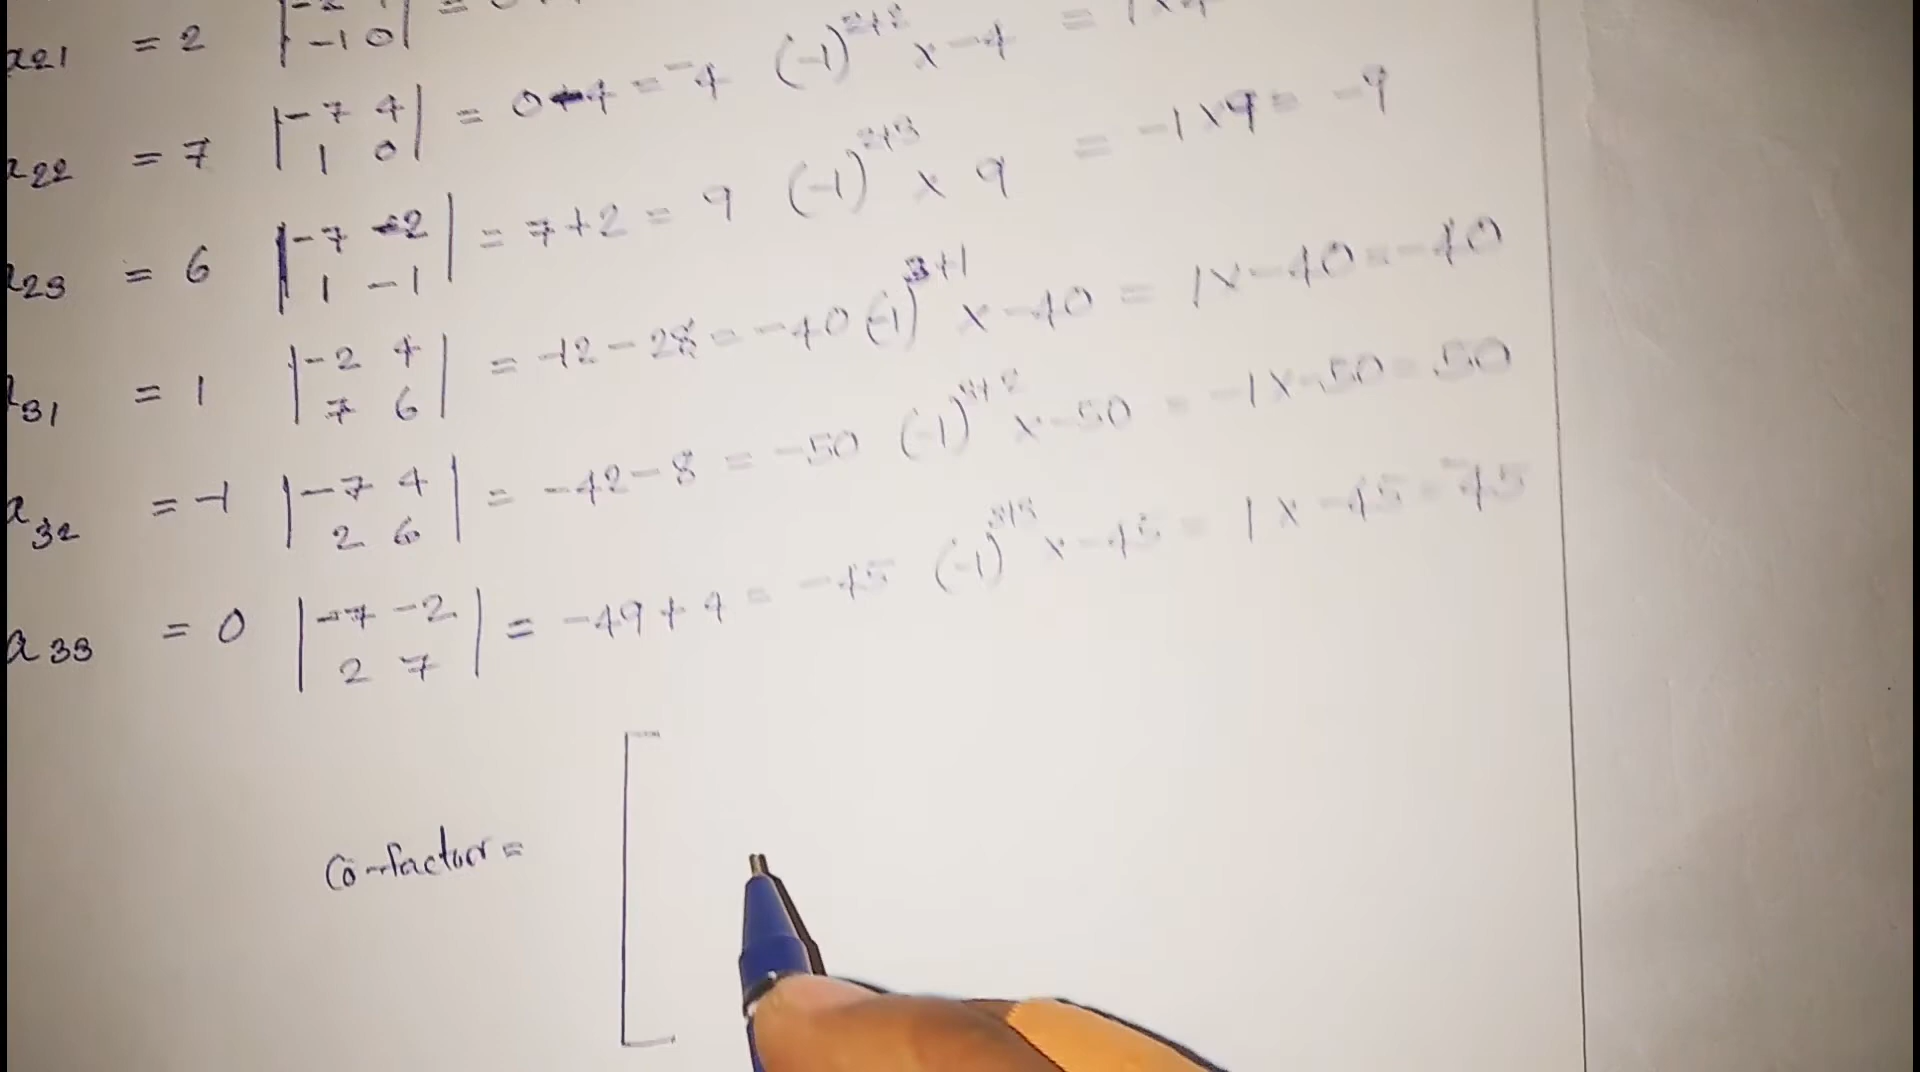 a21 = 2 |-2 4| =
|-1 0|
a22 = 7 |-7 4| = 0-4 = -4 (-1)^2+2 x -4 = 1x4
|1 0|
a23 = 6 |-7 -2| = 7+2 = 9 (-1)^2+3 x 9 = -1x9 = -9
|1 -1|
a31 = 1 |-2 4| = -12-28 = -40 (-1)^3+1 x -40 = 1x-40 = -40
|7 6|
a32 = -1 |-7 4| = -42-8 = -50 (-1)^3+2 x -50 = -1x-50 = 50
|2 6|
a33 = 0 |-7 -2| = -49+4 = -45 (-1)^3+3 x -45 = 1x-45 = -45
|2 7|
Co-factor = [